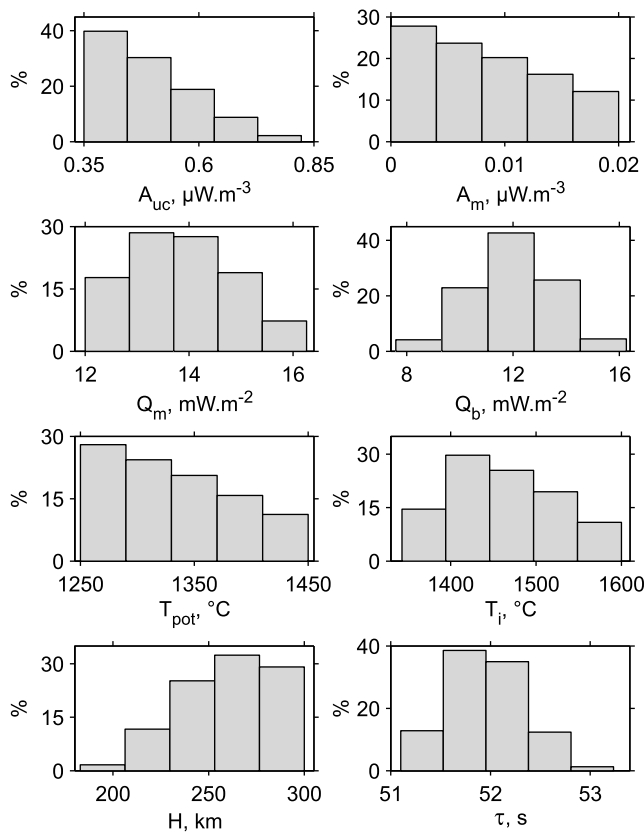 40
20
0
%
0.35 0.6 0.85
A_uc, µW.m^-3
30
20
10
0
%
0 0.01 0.02
A_m, µW.m^-3
30
15
0
%
12 14 16
Q_m, mW.m^-2
40
20
0
%
8 12 16
Q_b, mW.m^-2
30
15
0
%
1250 1350 1450
T_pot, °C
30
15
0
%
1400 1500 1600
T_i, °C
40
20
0
%
200 250 300
H, km
40
20
0
%
51 52 53
τ, s